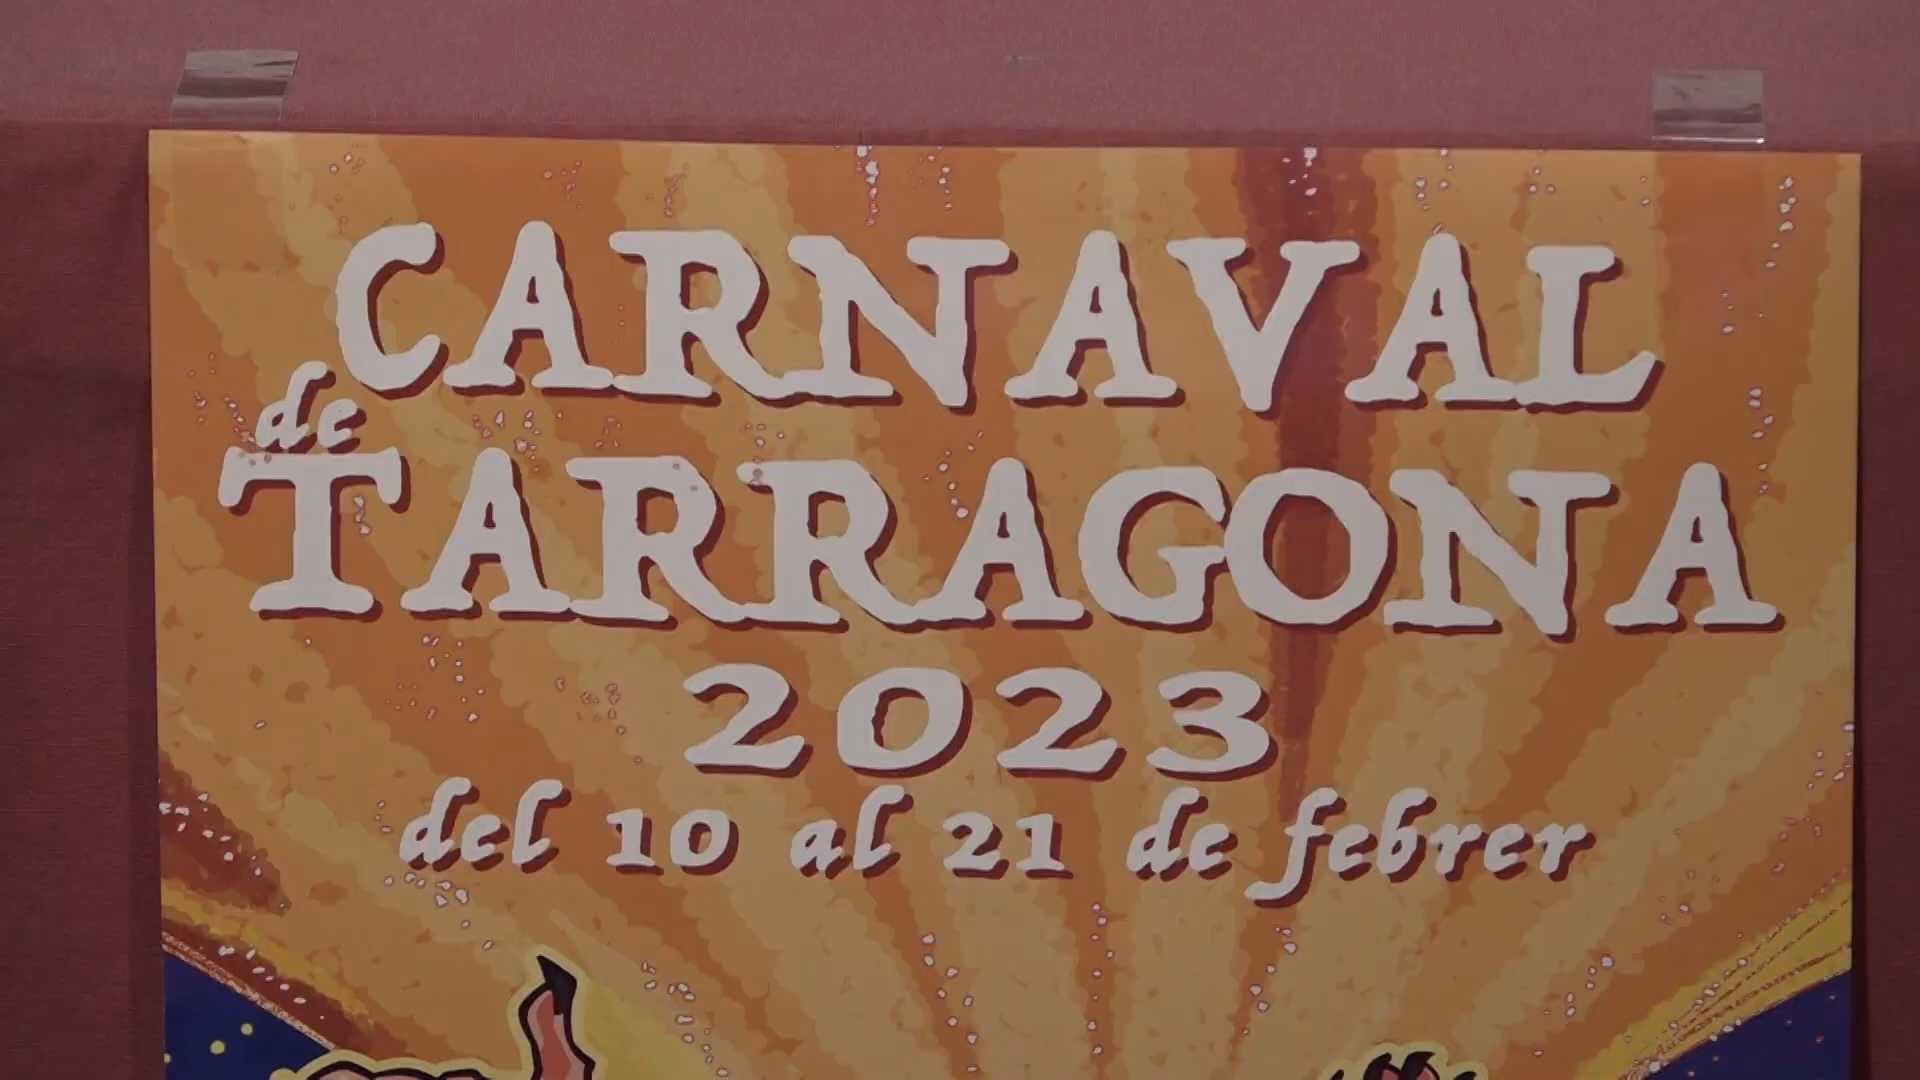 CARNAVAL
de
TARRAGONA
2023
del 10 al 21 de febrer